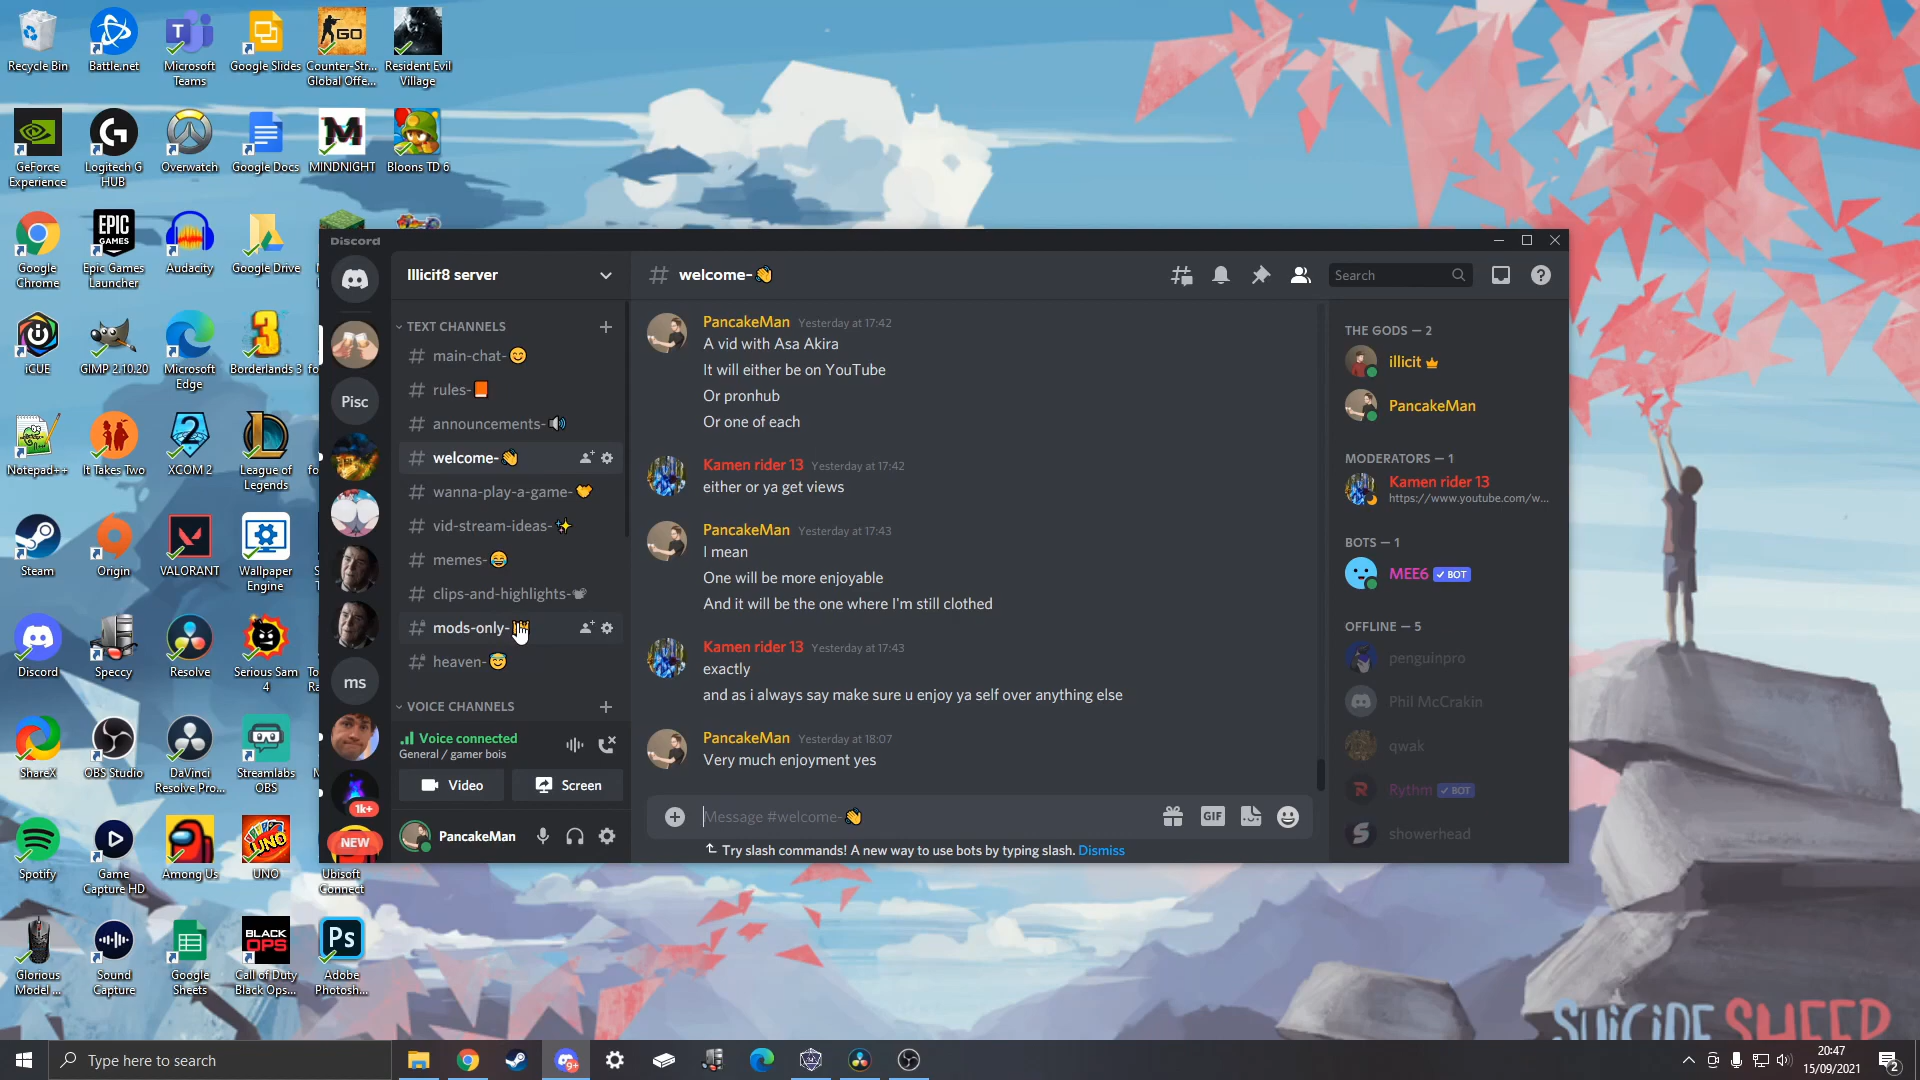 Recycle Bin
Battle.net
Microsoft Teams
Google Slides
Counter-Str... Global Offe...
Resident Evil Village
GeForce Experience
Logitech G HUB
Overwatch
Google Docs
MINDNIGHT
Bloons TD 6
Google Chrome
Epic Games Launcher
Audacity
Google Drive
iCUE
GIMP 2.10.20
Microsoft Edge
Borderlands 3
Notepad++
It Takes Two
XCOM 2
League of Legends
Steam
Origin
VALORANT
Wallpaper Engine
Discord
Speccy
Resolve
Serious Sam 4
ShareX
OBS Studio
DaVinci Resolve Pro...
Streamlabs OBS
Spotify
Game Capture HD
Among Us
UNO
Ubisoft Connect
Glorious Model ...
Sound Capture
Google Sheets
Call of Duty Black Ops...
Adobe Photosh...
Discord
Pisc
ms
1k+
NEW
Illicit8 server
TEXT CHANNELS
main-chat-😊
rules-📙
announcements-🔊
welcome-👋
wanna-play-a-game-🤝
vid-stream-ideas-✨
memes-😄
clips-and-highlights-📽
mods-only-🙌
heaven-😇
VOICE CHANNELS
Voice connected
General / gamer bois
Video
Screen
PancakeMan
# welcome-👋
Search
PancakeMan Yesterday at 17:42
A vid with Asa Akira
It will either be on YouTube
Or pronhub
Or one of each
Kamen rider 13 Yesterday at 17:42
either or ya get views
PancakeMan Yesterday at 17:43
I mean
One will be more enjoyable
And it will be the one where I'm still clothed
Kamen rider 13 Yesterday at 17:43
exactly
and as i always say make sure u enjoy ya self over anything else
PancakeMan Yesterday at 18:07
Very much enjoyment yes
Message #welcome-👋
GIF
Try slash commands! A new way to use bots by typing slash. Dismiss
THE GODS — 2
illicit
PancakeMan
MODERATORS — 1
Kamen rider 13
https://www.youtube.com/w...
BOTS — 1
MEE6 ✓ BOT
OFFLINE — 5
penguinpro
Phil McCrakin
qwak
Rythm ✓ BOT
showerhead
SUICIDE SHEEP
Type here to search
9+
20:47
15/09/2021
2